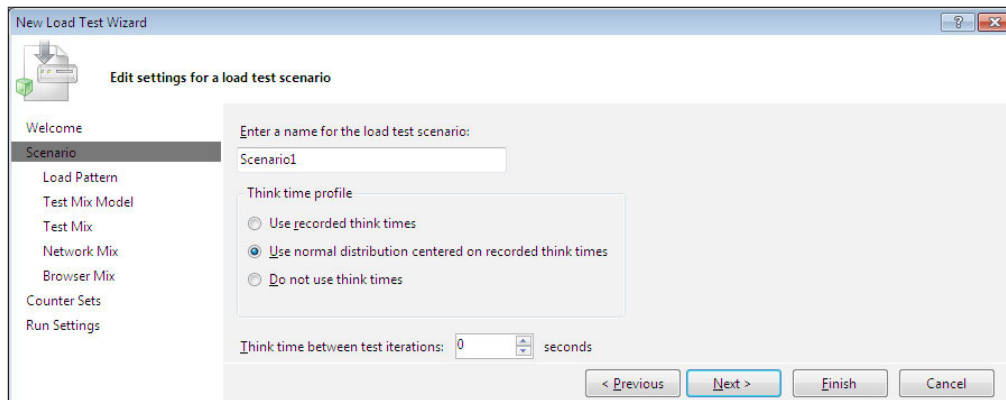 New Load Test Wizard
?
Edit settings for a load test scenario
Welcome
Scenario
Load Pattern
Test Mix Model
Test Mix
Network Mix
Browser Mix
Counter Sets
Run Settings
Enter a name for the load test scenario:
Scenario1
Think time profile
Use recorded think times
Use normal distribution centered on recorded think times
Do not use think times
Think time between test iterations: 0 seconds
< Previous Next > Finish Cancel